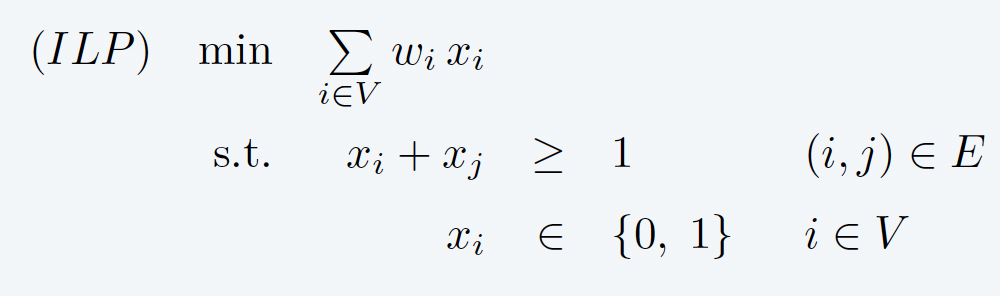 (ILP) min ∑ w_i x_i
i∈V
s.t. x_i + x_j ≥ 1 (i, j) ∈ E
x_i ∈ {0, 1} i ∈ V